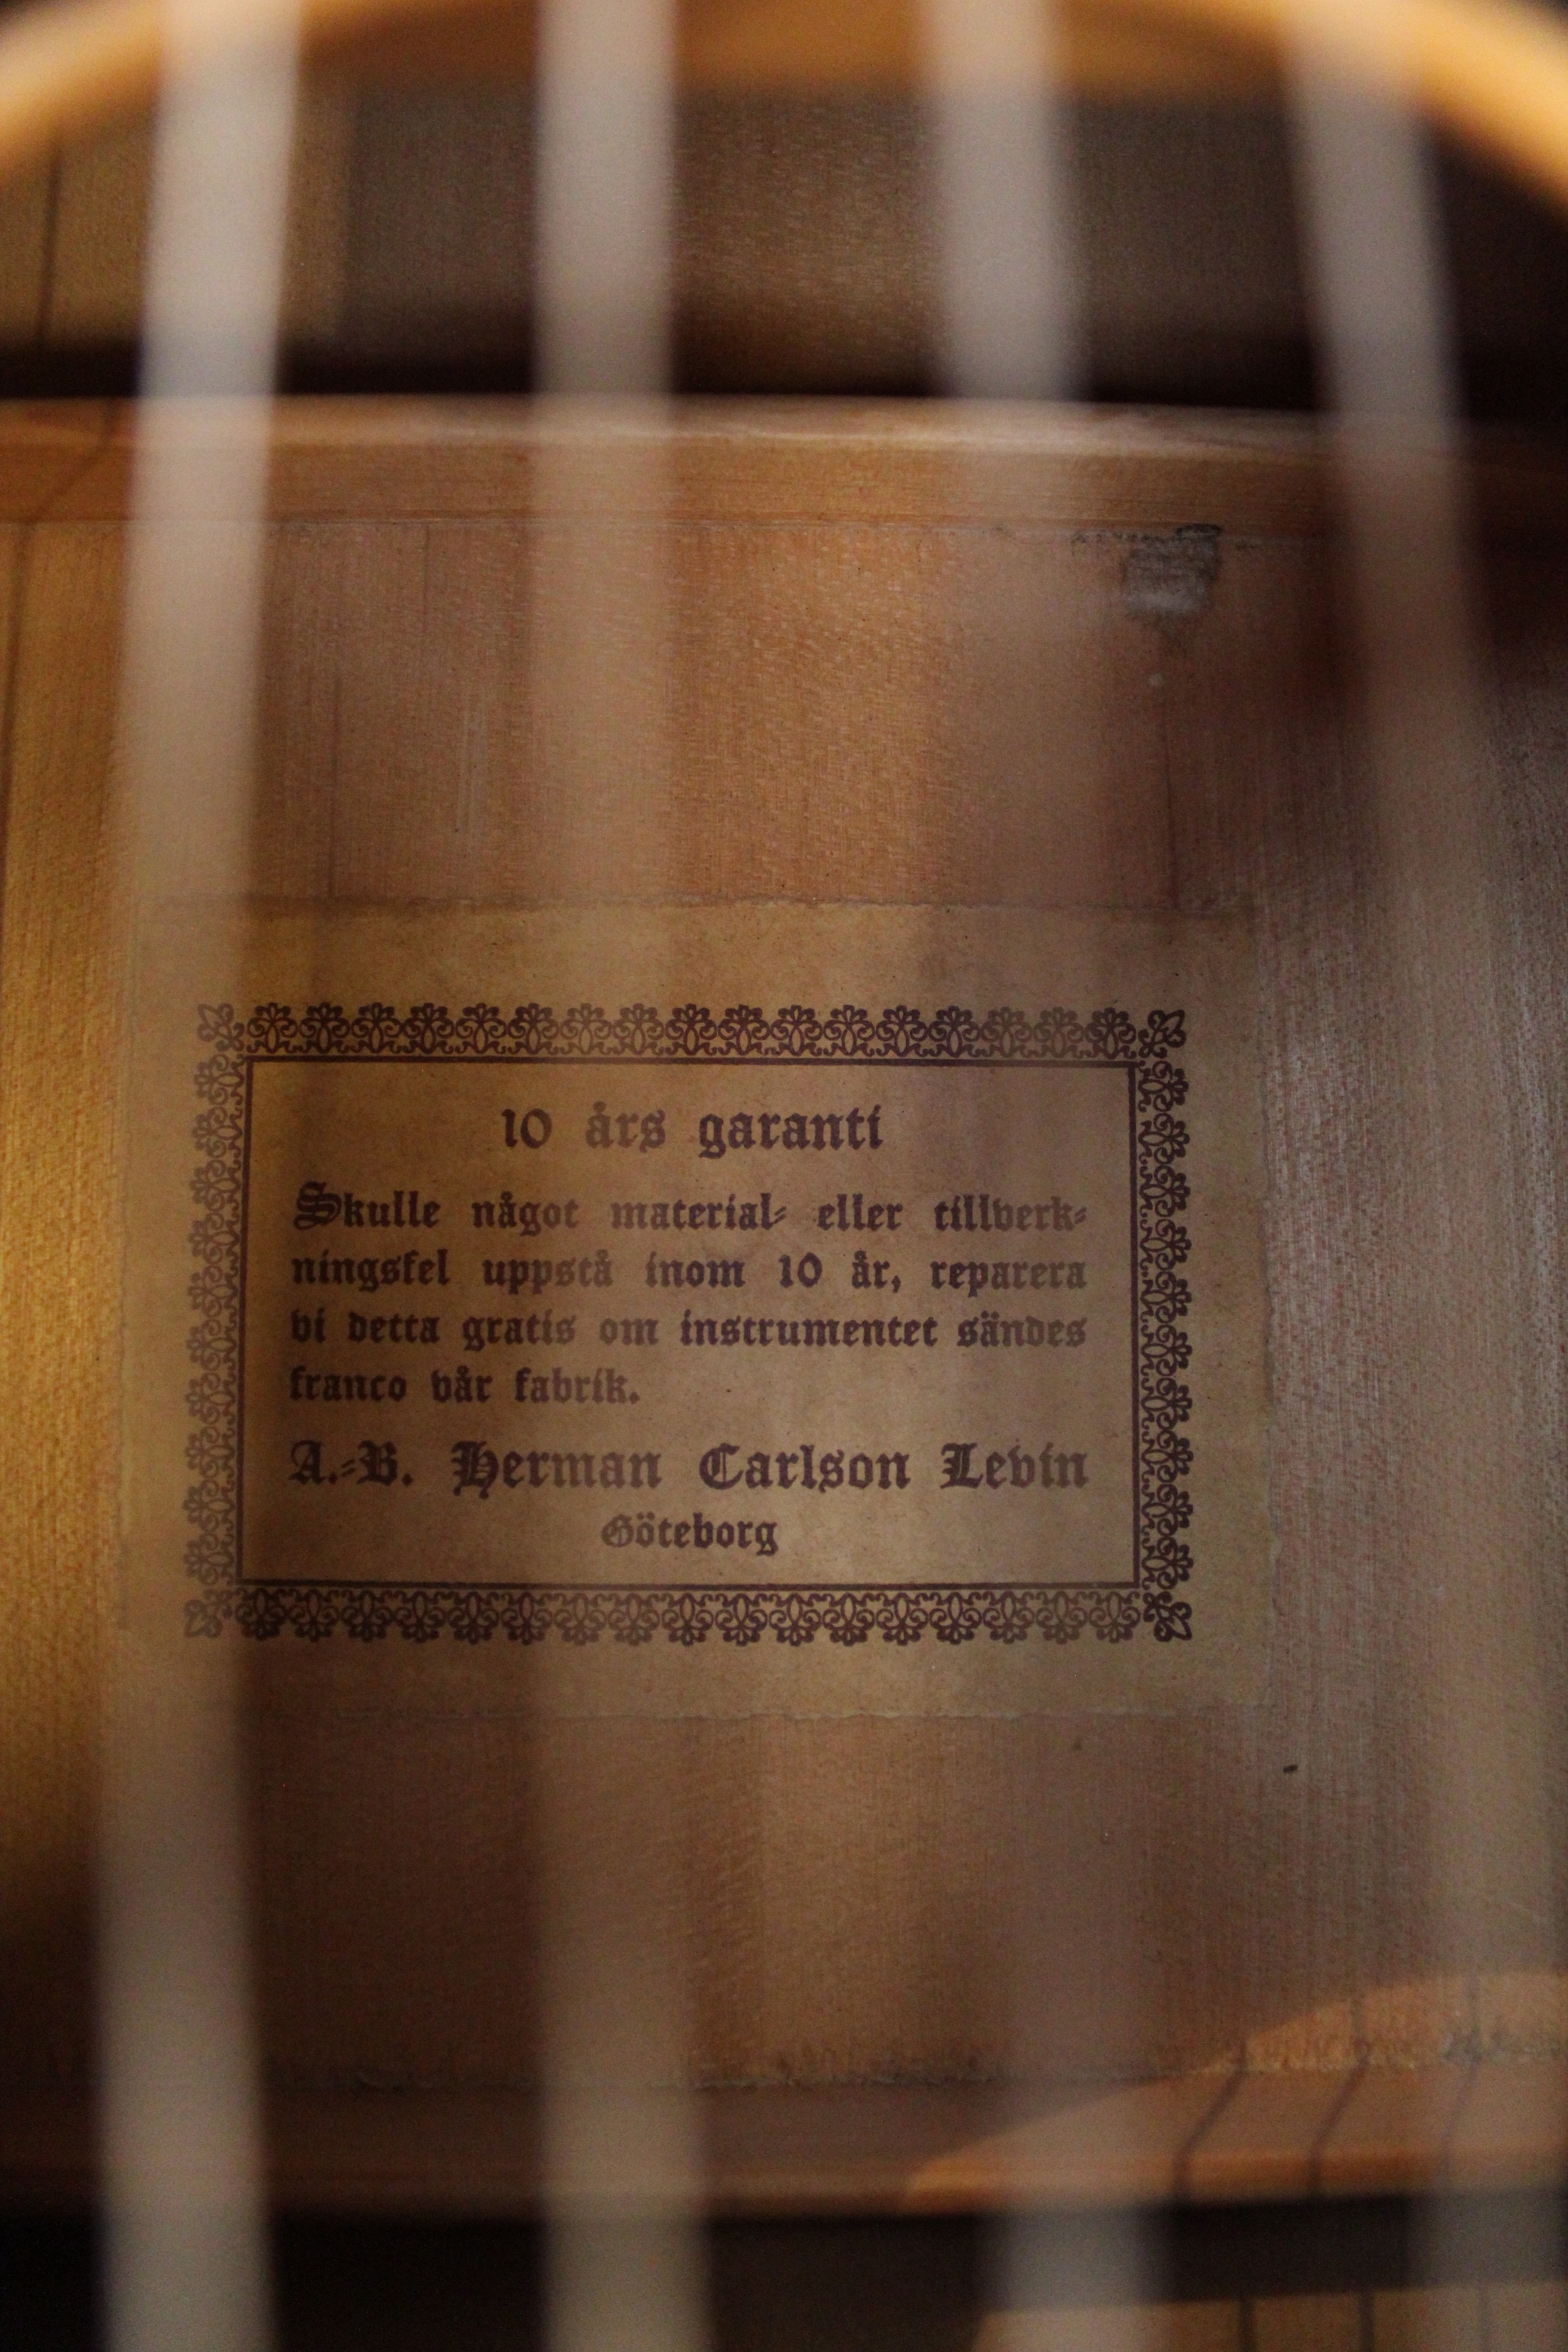 10 års garanti
Skulle något material- eller tillverk-
ningsfel uppstå inom 10 år, reparera
vi detta gratis om instrumentet sändes
franco vår fabrik.
A.-B. Herman Carlson Levin
Göteborg